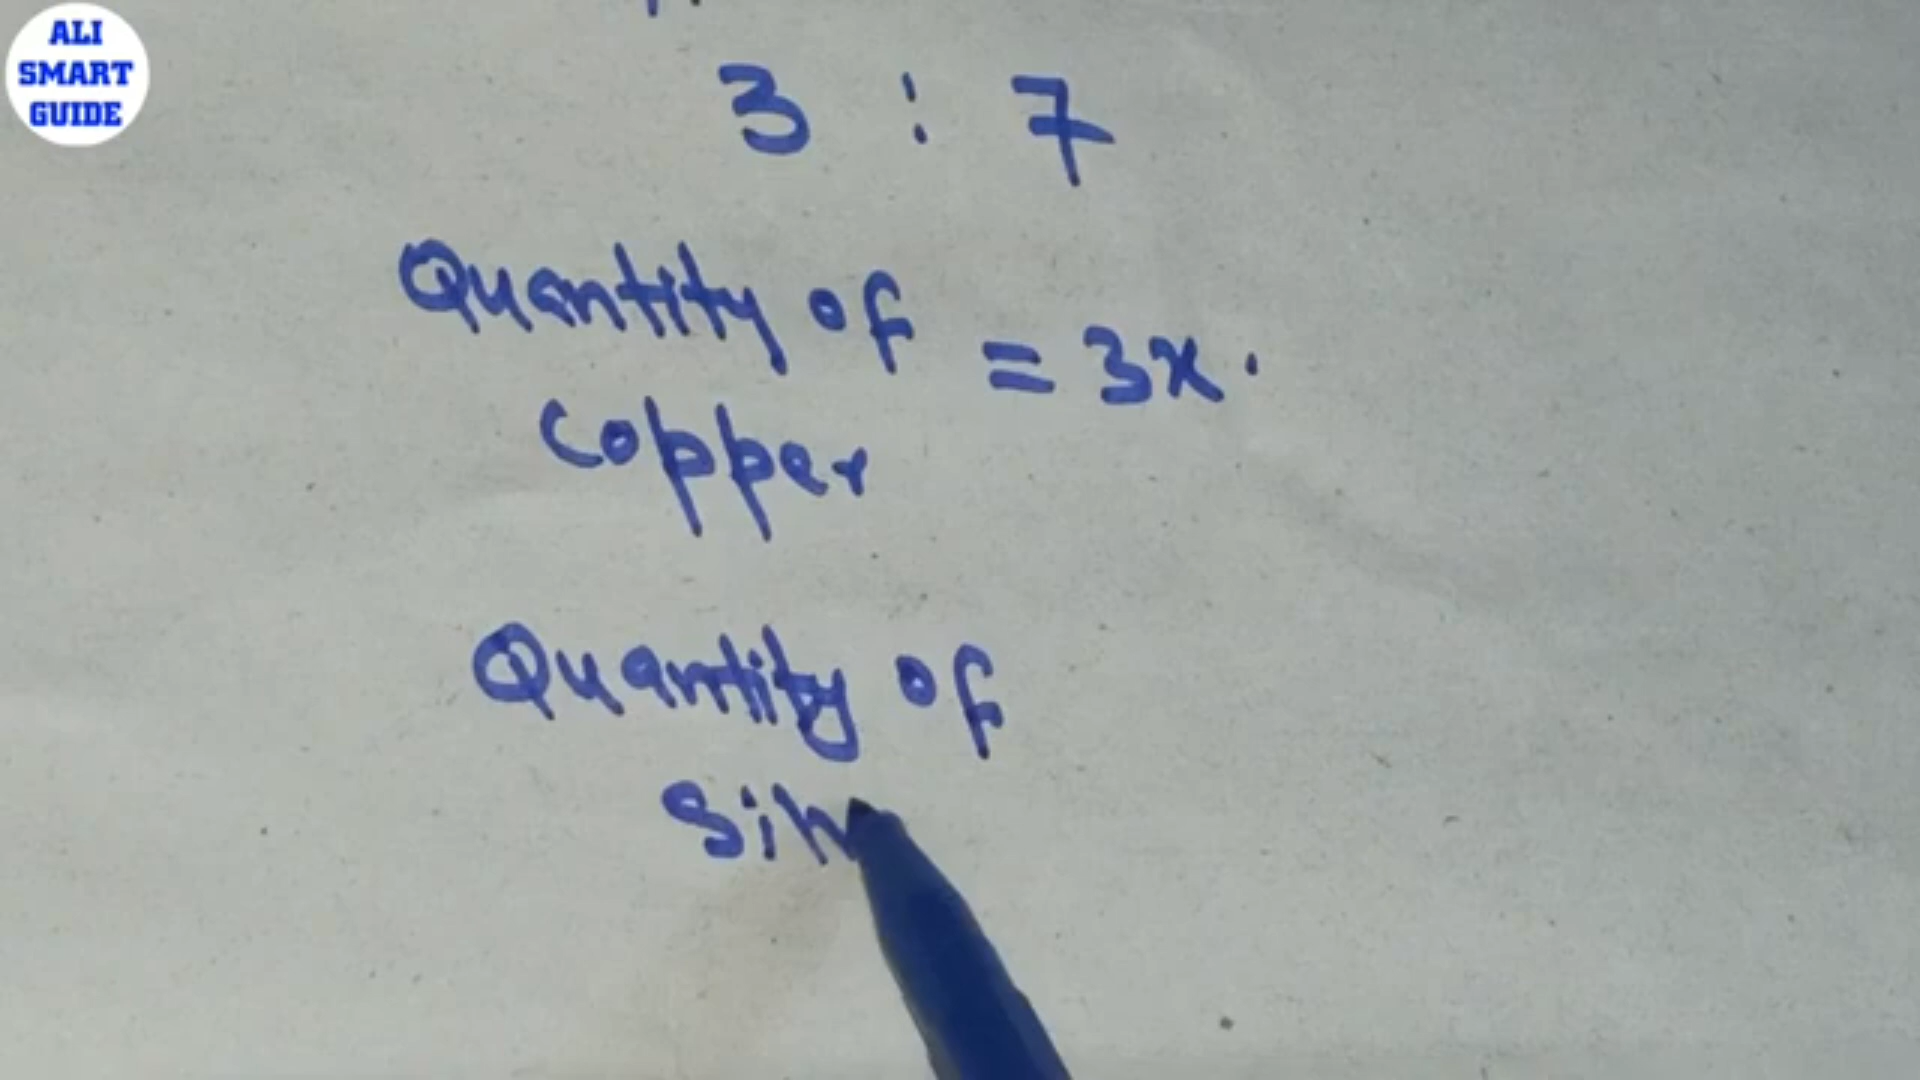 ALI
SMART
GUIDE
3 : 7
Quantity of
copper = 3x.
Quantity of